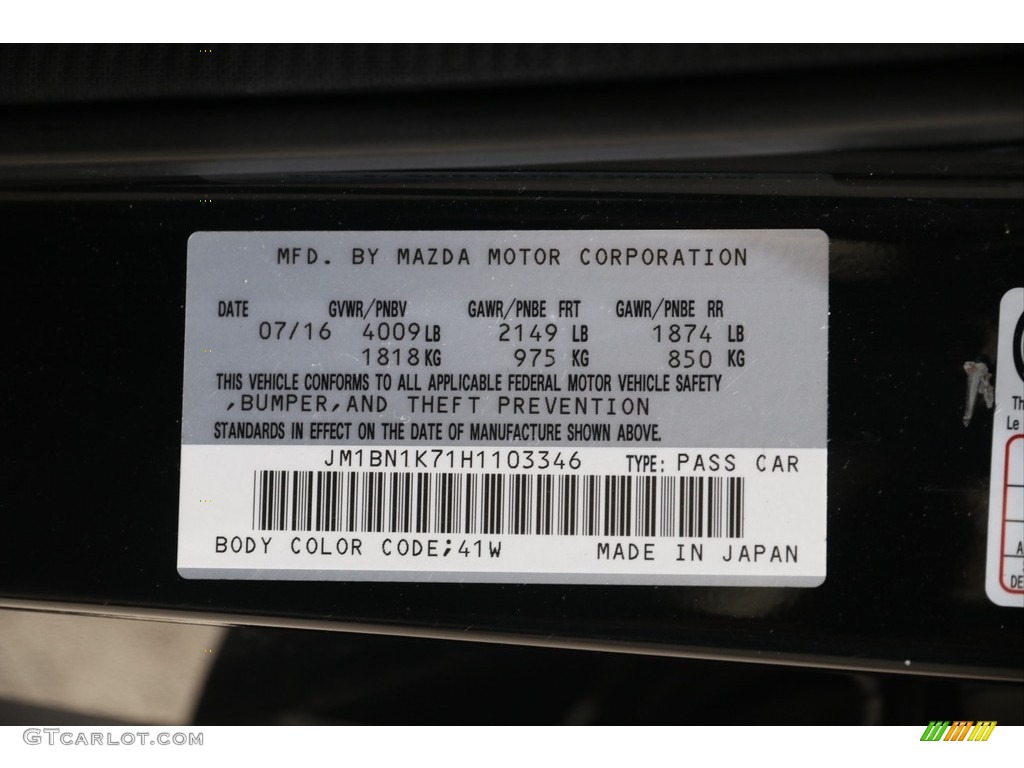 MFD. BY MAZDA MOTOR CORPORATION
DATE GVWR/PNBV GAWR/PNBE FRT GAWR/PNBE RR
07/16 4009LB 2149 LB 1874 LB
1818KG 975 KG 850 KG
THIS VEHICLE CONFORMS TO ALL APPLICABLE FEDERAL MOTOR VEHICLE SAFETY
,BUMPER,AND THEFT PREVENTION
STANDARDS IN EFFECT ON THE DATE OF MANUFACTURE SHOWN ABOVE.
JM1BN1K71H1103346 TYPE: PASS CAR
BODY COLOR CODE;41W MADE IN JAPAN
Th
Le
A
DE
GTCARLOT.COM